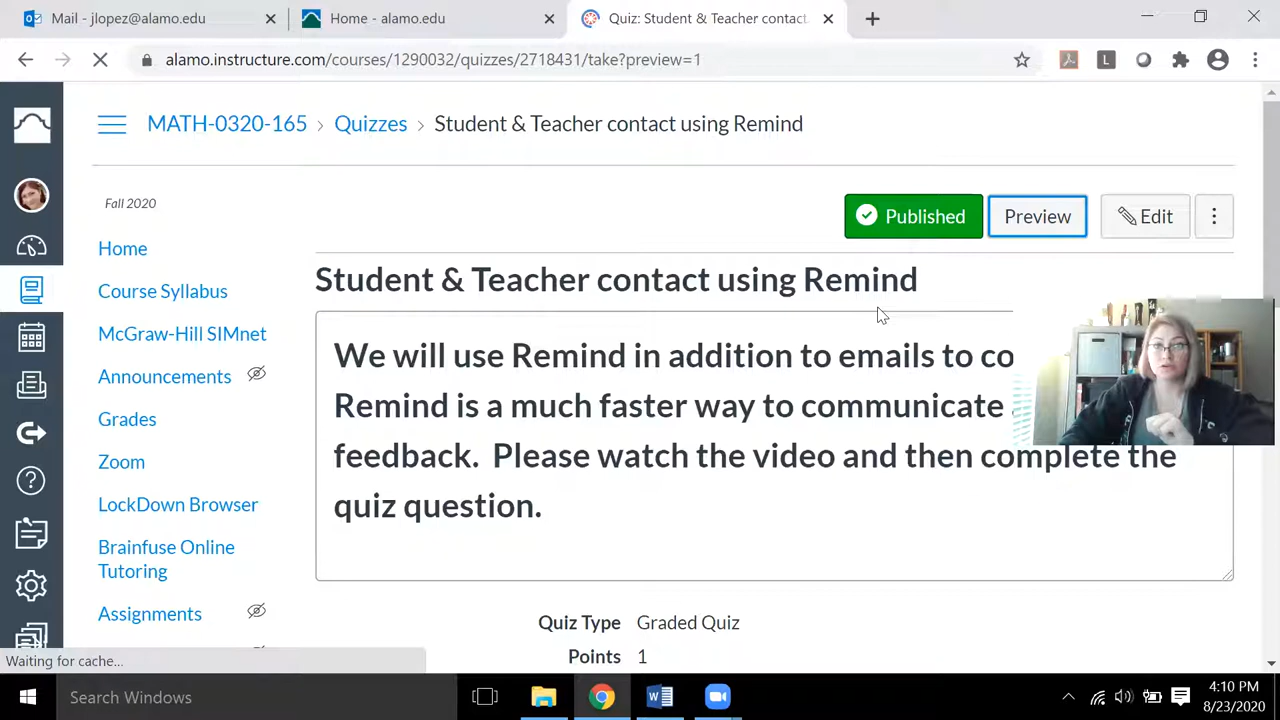 Mail - jlopez@alamo.edu
Home - alamo.edu
Quiz: Student & Teacher contact
alamo.instructure.com/courses/1290032/quizzes/2718431/take?preview=1
MATH-0320-165 › Quizzes › Student & Teacher contact using Remind
Fall 2020
Published
Preview
Edit
Home
Course Syllabus
McGraw-Hill SIMnet
Announcements
Grades
Zoom
LockDown Browser
Brainfuse Online
Tutoring
Assignments
Student & Teacher contact using Remind
We will use Remind in addition to emails to
Remind is a much faster way to communicate
feedback. Please watch the video and then complete the
quiz question.
Quiz Type Graded Quiz
Points 1
Waiting for cache...
Search Windows
4:10 PM
8/23/2020